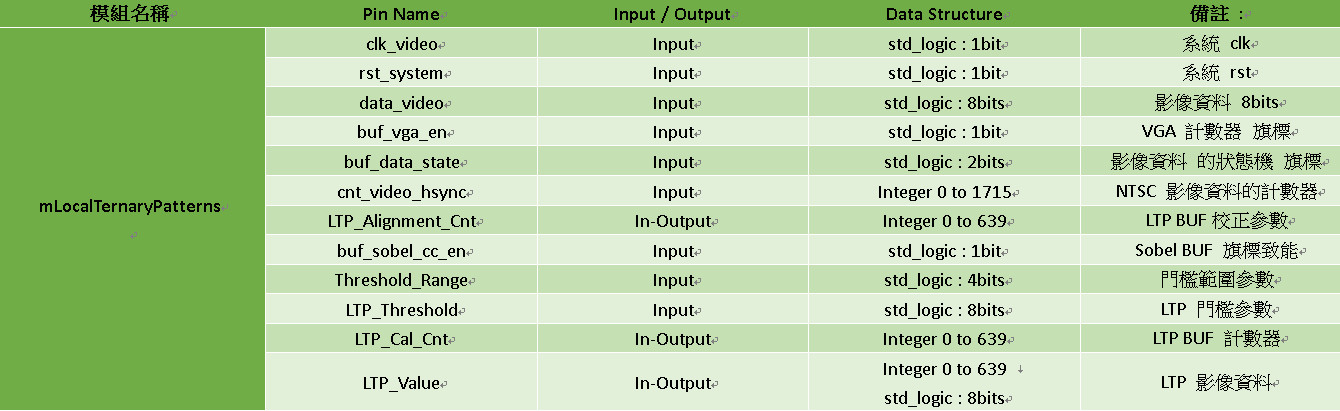 模組名稱 Pin Name Input / Output Data Structure 備註：
clk_video Input std_logic : 1bit 系統 clk
rst_system Input std_logic : 1bit 系統 rst
data_video Input std_logic : 8bits 影像資料 8bits
buf_vga_en Input std_logic : 1bit VGA 計數器 旗標
buf_data_state Input std_logic : 2bits 影像資料 的狀態機 旗標
cnt_video_hsync Input Integer 0 to 1715 NTSC 影像資料的計數器
mLocalTernaryPatterns
LTP_Alignment_Cnt In-Output Integer 0 to 639 LTP BUF 校正參數
buf_sobel_cc_en Input std_logic : 1bit Sobel BUF 旗標致能
Threshold_Range Input std_logic : 4bits 門檻範圍參數
LTP_Threshold Input std_logic : 8bits LTP 門檻參數
LTP_Cal_Cnt In-Output Integer 0 to 639 LTP BUF 計數器
LTP_Value In-Output Integer 0 to 639 LTP 影像資料
std_logic : 8bits